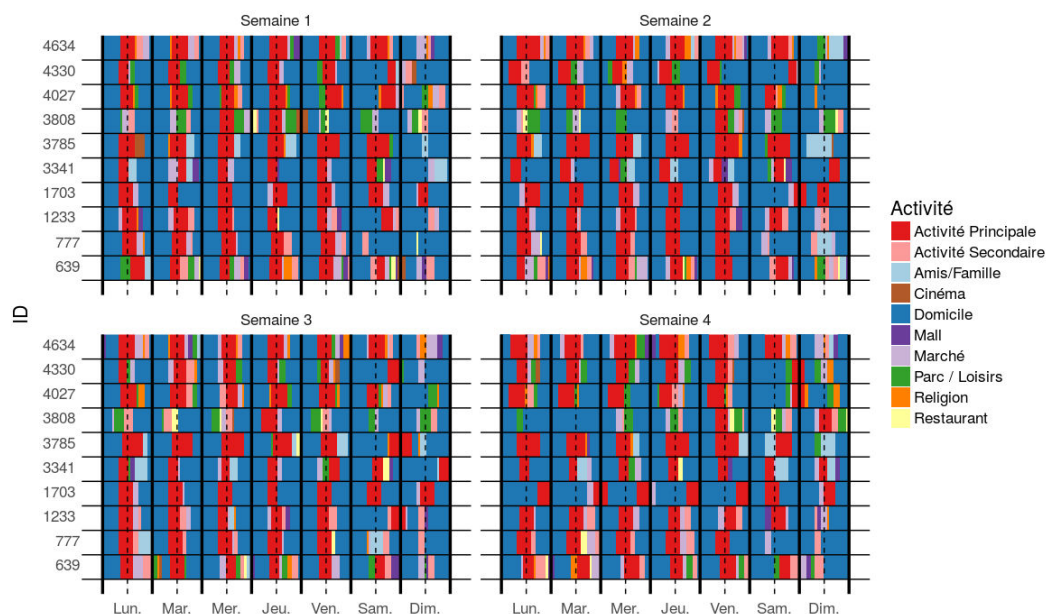 Semaine 1
Semaine 2
4634
4330
4027
3808
3785
3341
1703
1233
777
639
Semaine 3
Semaine 4
4634
4330
4027
3808
3785
3341
1703
1233
777
639
ID
Lun. Mar. Mer. Jeu. Ven. Sam. Dim.
Lun. Mar. Mer. Jeu. Ven. Sam. Dim.
Activité
Activité Principale
Activité Secondaire
Amis/Famille
Cinéma
Domicile
Mall
Marché
Parc / Loisirs
Religion
Restaurant